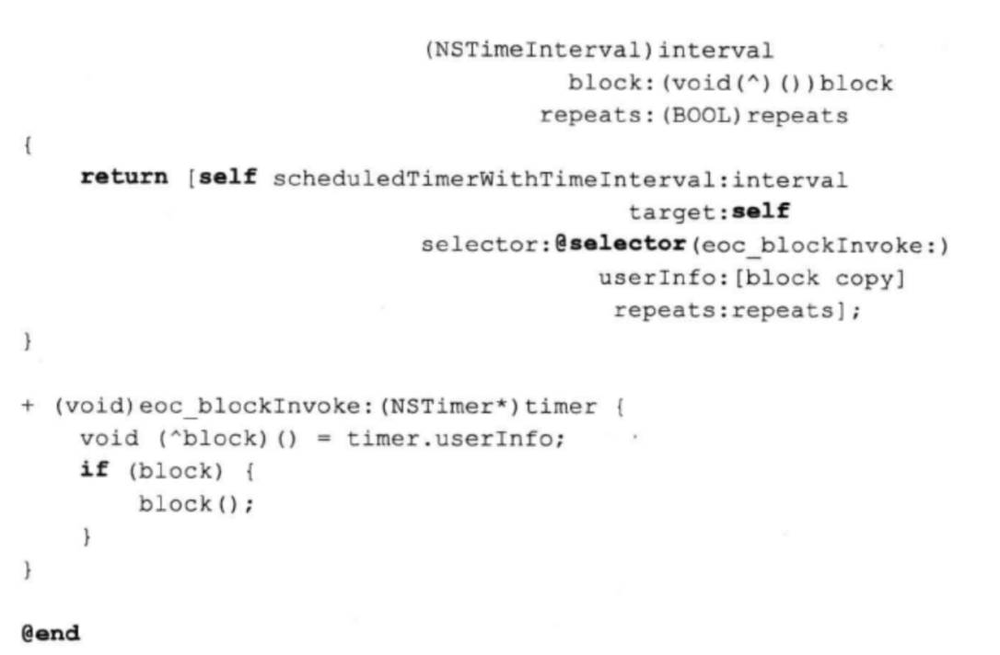 (NSTimeInterval)interval
block:(void(^)())block
repeats:(BOOL)repeats
{
return [self scheduledTimerWithTimeInterval:interval
target:self
selector:@selector(eoc_blockInvoke:)
userInfo:[block copy]
repeats:repeats];
}
+ (void)eoc_blockInvoke:(NSTimer*)timer {
void (^block)() = timer.userInfo;
if (block) {
block();
}
}
@end